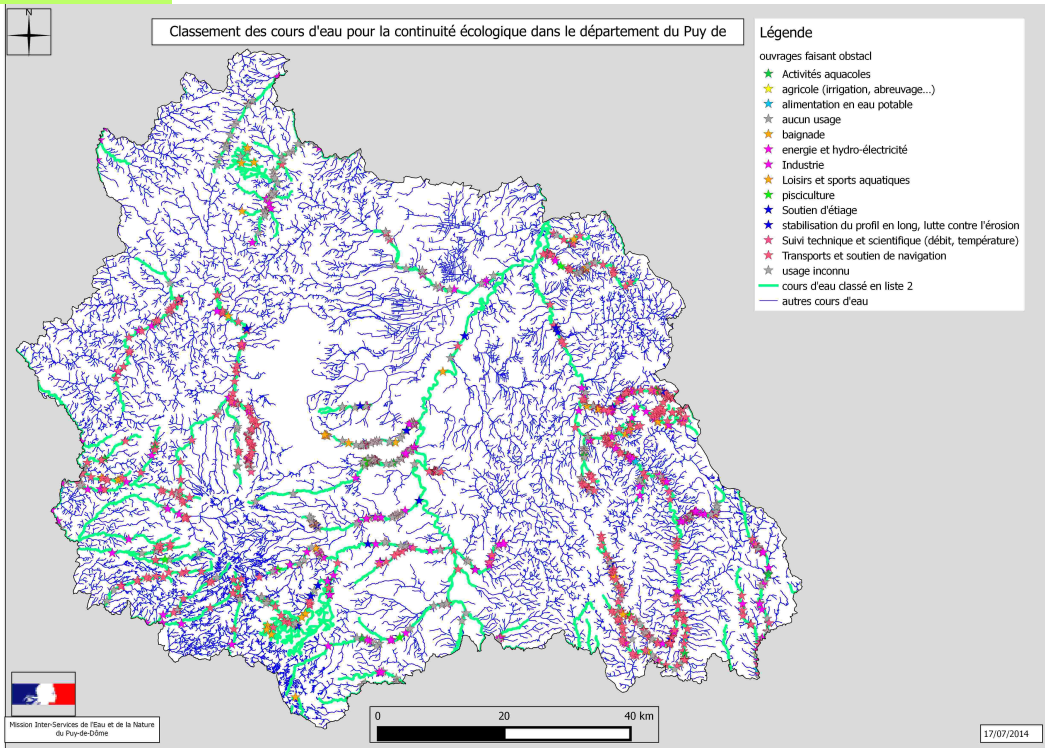 N
Classement des cours d'eau pour la continuité écologique dans le département du Puy de
Légende
ouvrages faisant obstacl
Activités aquacoles
agricole (irrigation, abreuvage...)
alimentation en eau potable
aucun usage
baignade
energie et hydro-électricité
Industrie
Loisirs et sports aquatiques
pisciculture
Soutien d'étiage
stabilisation du profil en long, lutte contre l'érosion
Suivi technique et scientifique (débit, température)
Transports et soutien de navigation
usage inconnu
cours d'eau classé en liste 2
autres cours d'eau
Mission Inter-Services de l'Eau et de la Nature
du Puy-de-Dôme
0 20 40 km
17/07/2014